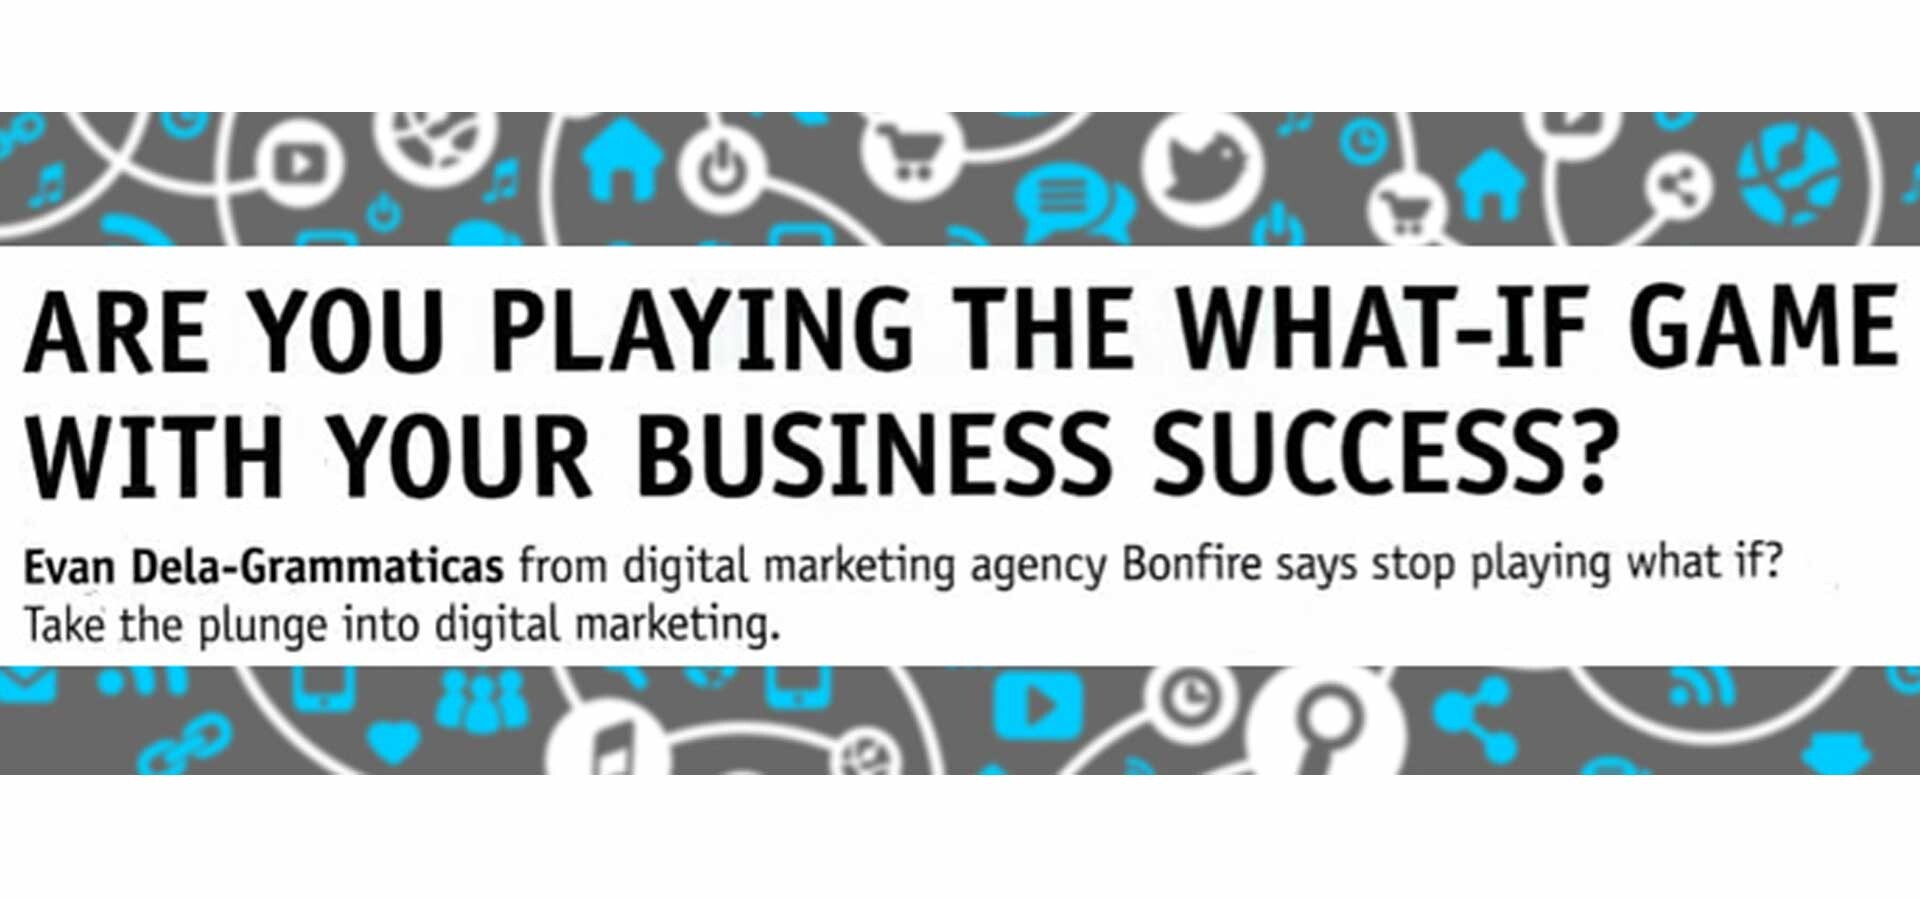 ARE YOU PLAYING THE WHAT-IF GAME
WITH YOUR BUSINESS SUCCESS?
Evan Dela-Grammaticas from digital marketing agency Bonfire says stop playing what if?
Take the plunge into digital marketing.